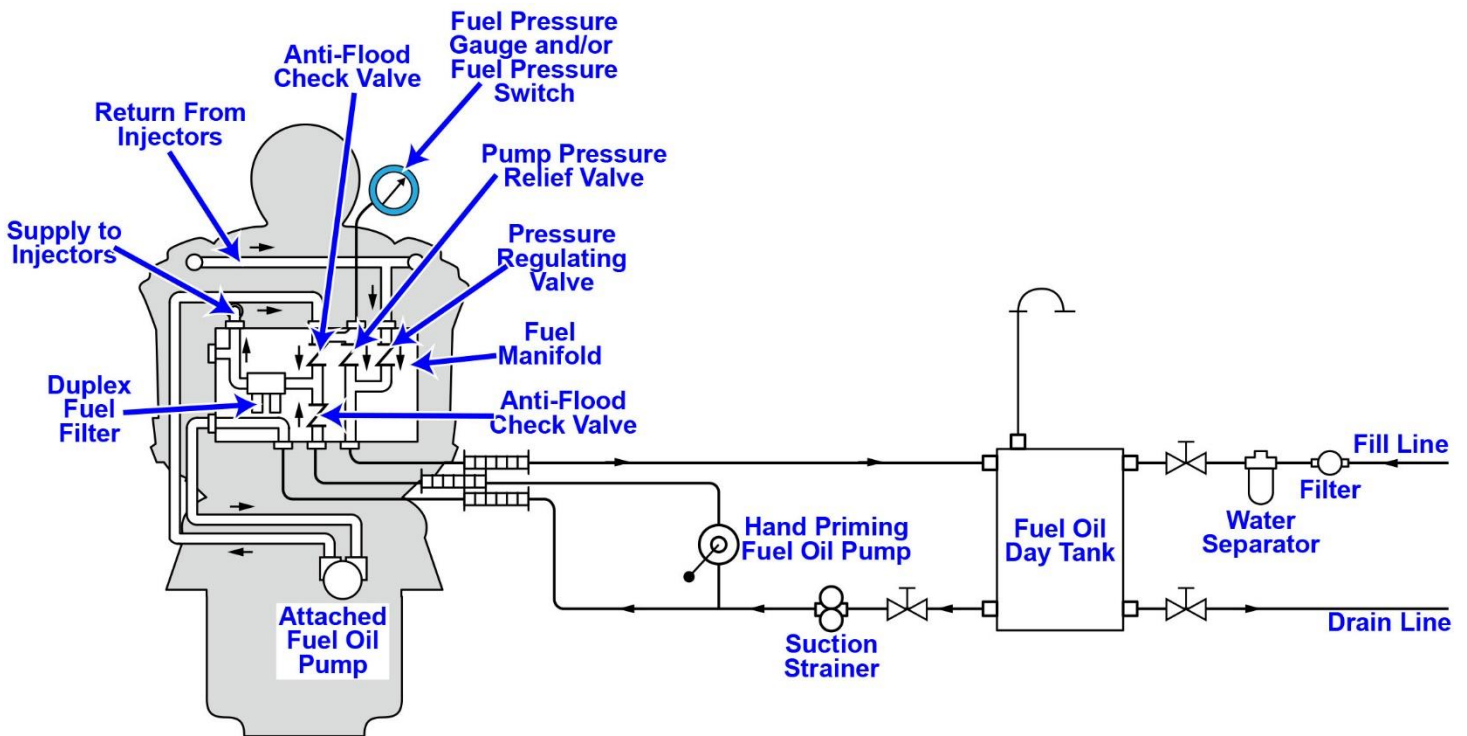 Fuel Pressure
Gauge and/or
Fuel Pressure
Switch
Anti-Flood
Check Valve
Return From
Injectors
Pump Pressure
Relief Valve
Supply to
Injectors
Pressure
Regulating
Valve
Fuel
Manifold
Duplex
Fuel
Filter
Anti-Flood
Check Valve
Fill Line
Filter
Water
Separator
Hand Priming
Fuel Oil Pump
Fuel Oil
Day Tank
Attached
Fuel Oil
Pump
Suction
Strainer
Drain Line